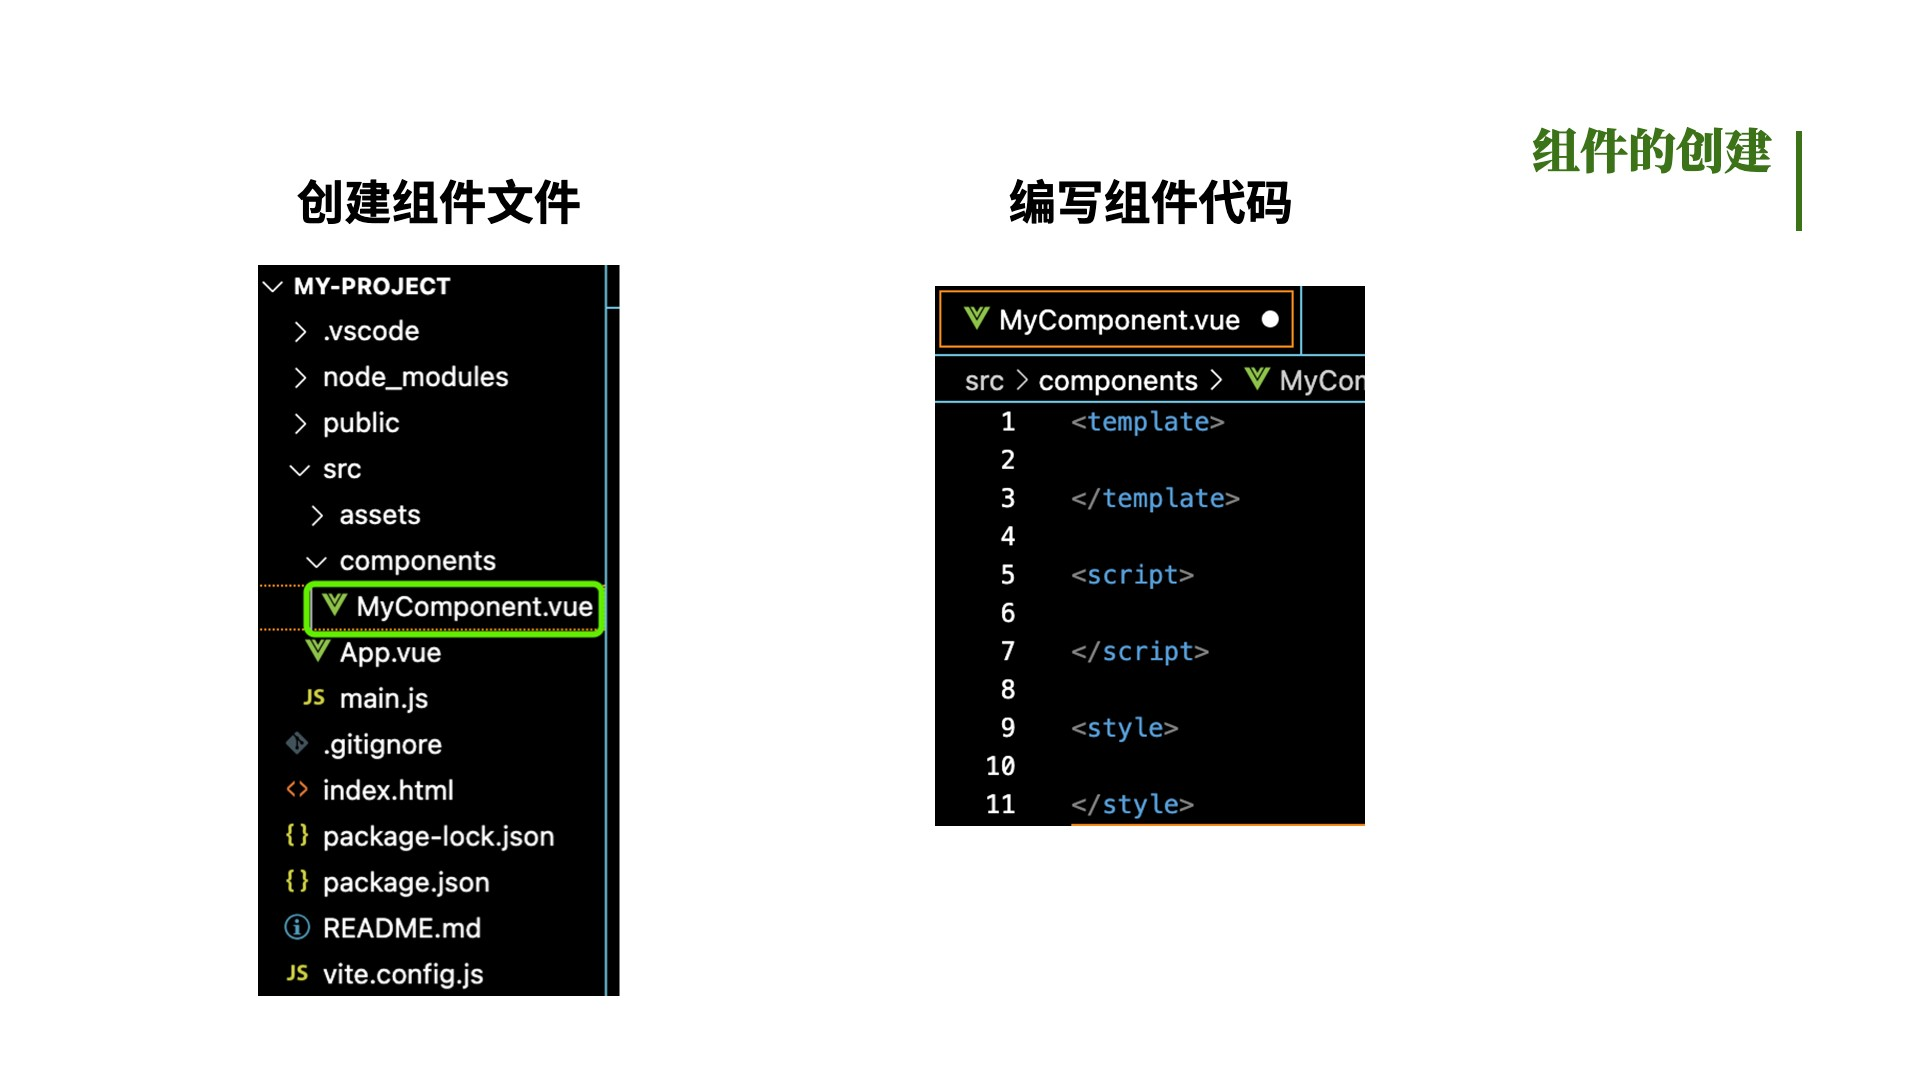 组件的创建
创建组件文件
MY-PROJECT
.vscode
node_modules
public
src
assets
components
MyComponent.vue
App.vue
JS main.js
.gitignore
<> index.html
{} package-lock.json
{} package.json
README.md
JS vite.config.js
编写组件代码
MyComponent.vue
src > components > MyCon
1 <template>
2
3 </template>
4
5 <script>
6
7 </script>
8
9 <style>
10
11 </style>